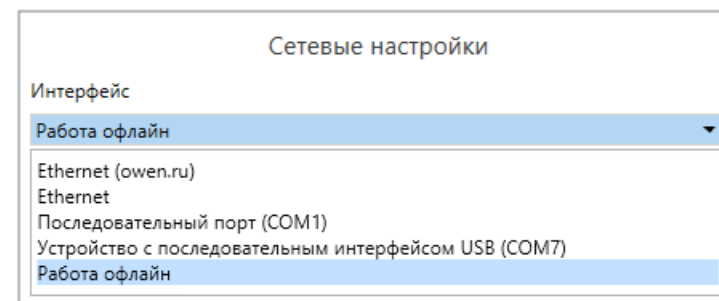 Сетевые настройки
Интерфейс
Работа офлайн
Ethernet (owen.ru)
Ethernet
Последовательный порт (COM1)
Устройство с последовательным интерфейсом USB (COM7)
Работа офлайн